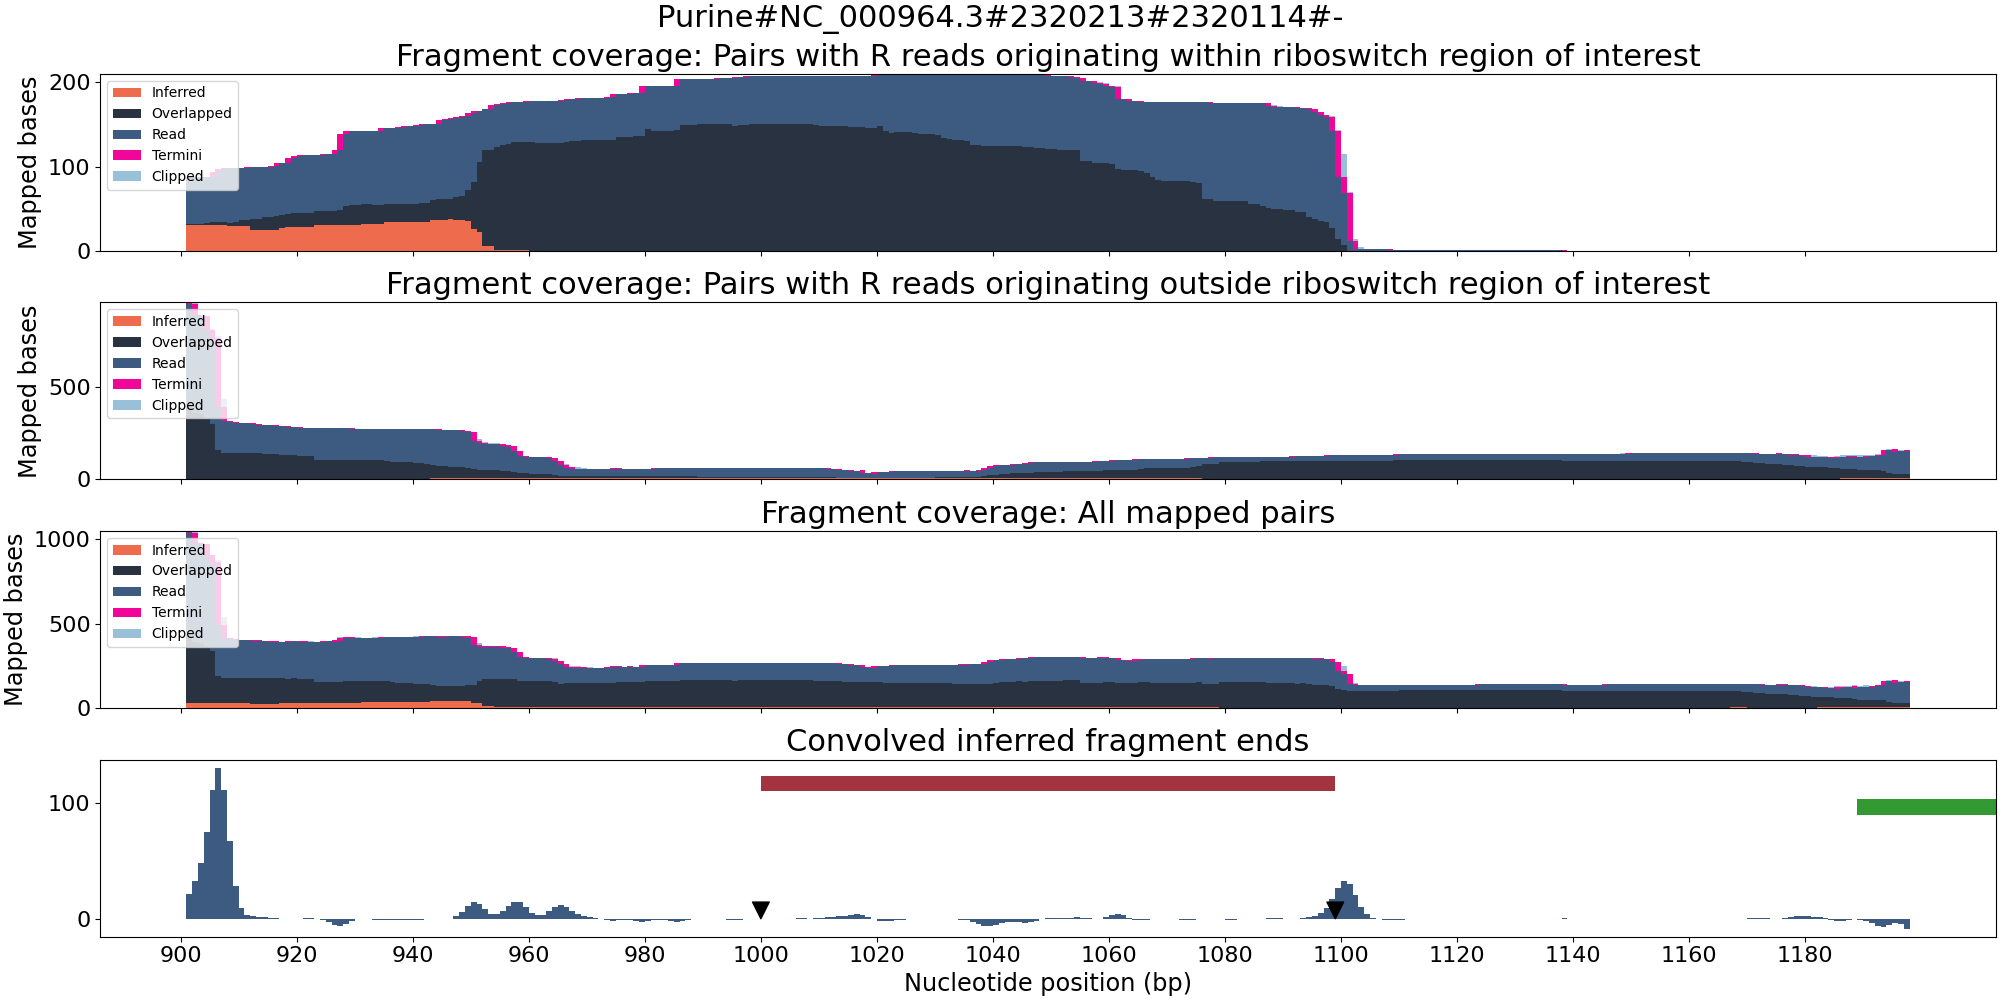 Purine#NC_000964.3#2320213#2320114#-
Fragment coverage: Pairs with R reads originating within riboswitch region of interest
Mapped bases
200
100
0
Inferred
Overlapped
Read
Termini
Clipped
Fragment coverage: Pairs with R reads originating outside riboswitch region of interest
Mapped bases
500
0
Inferred
Overlapped
Read
Termini
Clipped
Fragment coverage: All mapped pairs
Mapped bases
1000
500
0
Inferred
Overlapped
Read
Termini
Clipped
Convolved inferred fragment ends
100
0
900 920 940 960 980 1000 1020 1040 1060 1080 1100 1120 1140 1160 1180
Nucleotide position (bp)